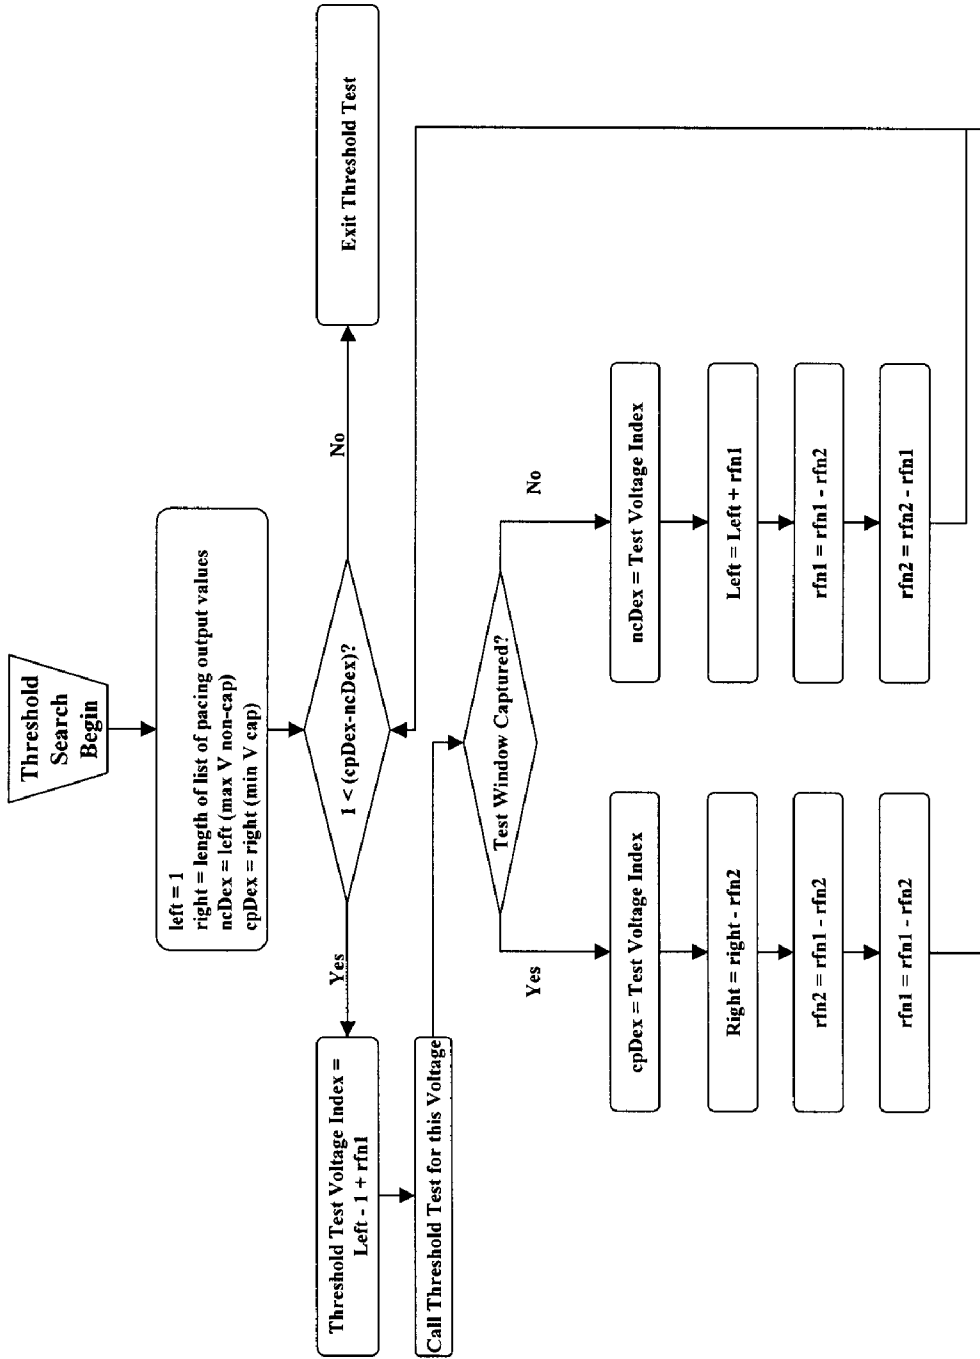 Threshold
Search
Begin
left = 1
right = length of list of pacing output values
ncDex = left (max V non-cap)
cpDex = right (min V cap)
1 < (cpDex-ncDex)?
Yes
No
Threshold Test Voltage Index =
Left - 1 + rfn1
Exit Threshold Test
Call Threshold Test for this Voltage
Test Window Captured?
Yes
No
cpDex = Test Voltage Index
Right = right - rfn2
rfn2 = rfn1 - rfn2
rfn1 = rfn1 - rfn2
ncDex = Test Voltage Index
Left = Left + rfn1
rfn1 = rfn1 - rfn2
rfn2 = rfn2 - rfn1